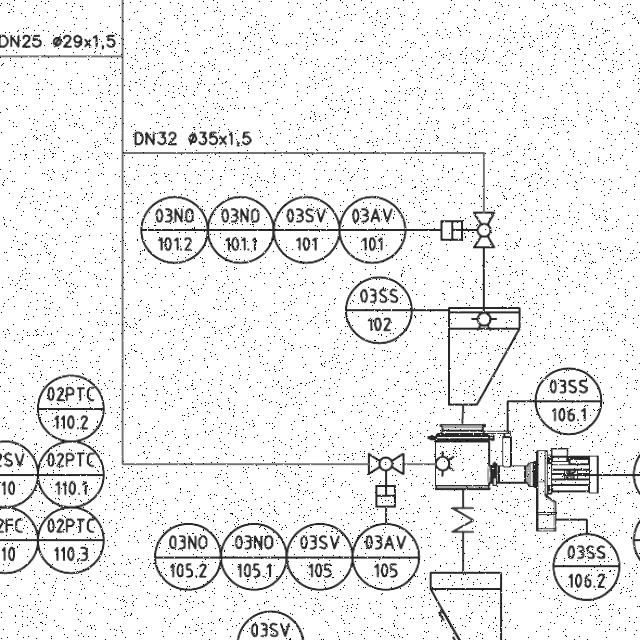 DN25 ø29x1,5
DN32 ø35x1,5
03NO 03NO 03SV 03AV
101.2 101.1 101 101
03SS
102
03SS
106.1
02PTC
110.2
2SV 02PTC
10 110.1
2FC 02PTC
10 110.3
03NO 03NO 03SV 03AV
105.2 105.1 105 105
03SS
106.2
03SV